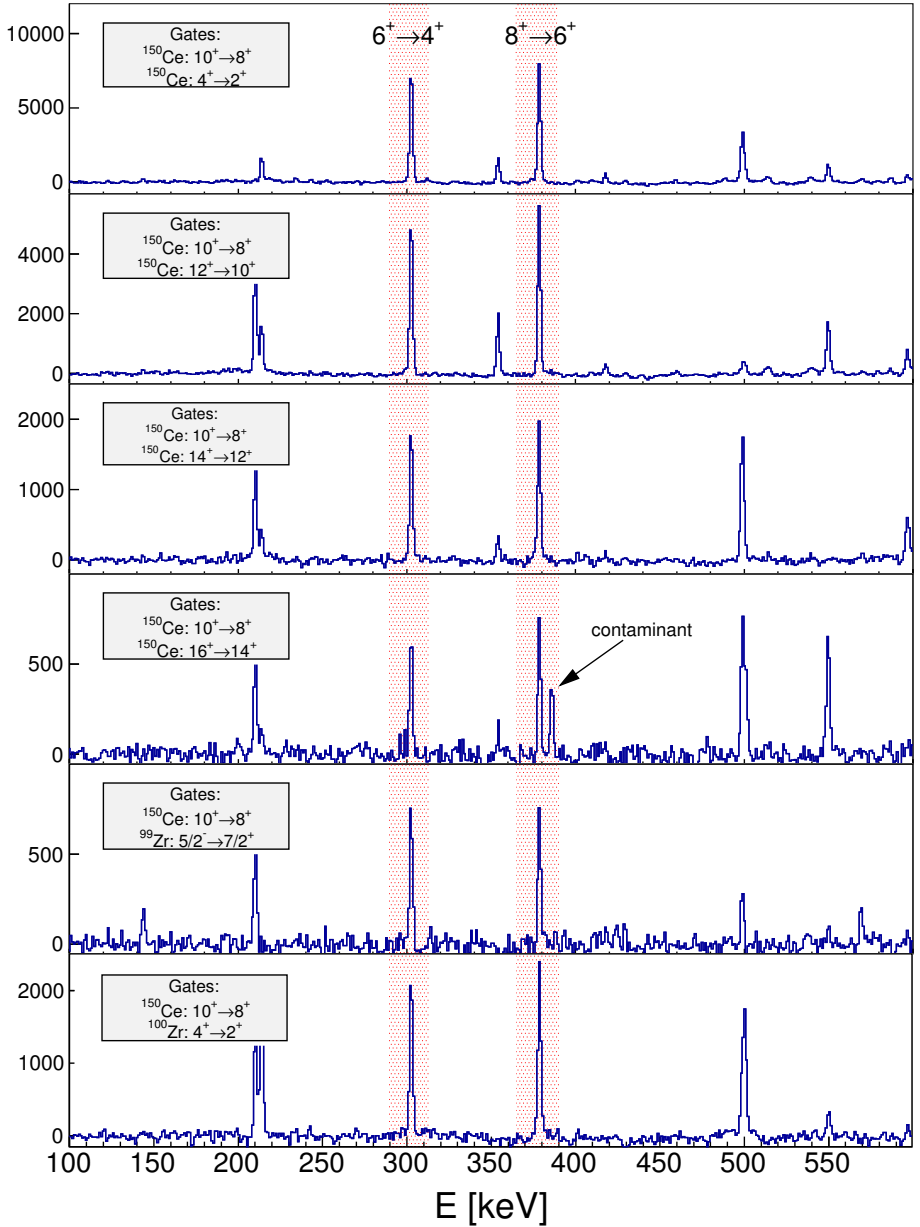 6⁺→4⁺ 8⁺→6⁺
10000
5000
0
Gates:
¹⁵⁰Ce: 10⁺→8⁺
¹⁵⁰Ce: 4⁺→2⁺
4000
2000
0
Gates:
¹⁵⁰Ce: 10⁺→8⁺
¹⁵⁰Ce: 12⁺→10⁺
2000
1000
0
Gates:
¹⁵⁰Ce: 10⁺→8⁺
¹⁵⁰Ce: 14⁺→12⁺
500
0
Gates:
¹⁵⁰Ce: 10⁺→8⁺
¹⁵⁰Ce: 16⁺→14⁺
contaminant
500
0
Gates:
¹⁵⁰Ce: 10⁺→8⁺
⁹⁹Zr: 5/2⁻→7/2⁺
2000
1000
0
Gates:
¹⁵⁰Ce: 10⁺→8⁺
¹⁰⁰Zr: 4⁺→2⁺
100 150 200 250 300 350 400 450 500 550
E [keV]